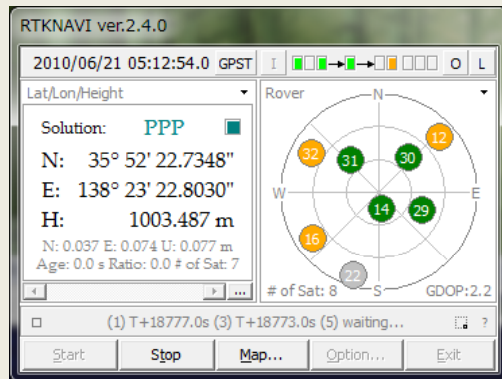 RTKNAVI ver.2.4.0
2010/06/21 05:12:54.0 GPST I O L
Lat/Lon/Height
Solution: PPP
N: 35° 52' 22.7348"
E: 138° 23' 22.8030"
H: 1003.487 m
N: 0.037 E: 0.074 U: 0.077 m
Age: 0.0 s Ratio: 0.0 # of Sat: 7
...
Rover
N
12
32
31
30
W
E
14
29
16
22
# of Sat: 8
S
GDOP:2.2
(1) T+18777.0s (3) T+18773.0s (5) waiting...
?
Start Stop Map... Option... Exit